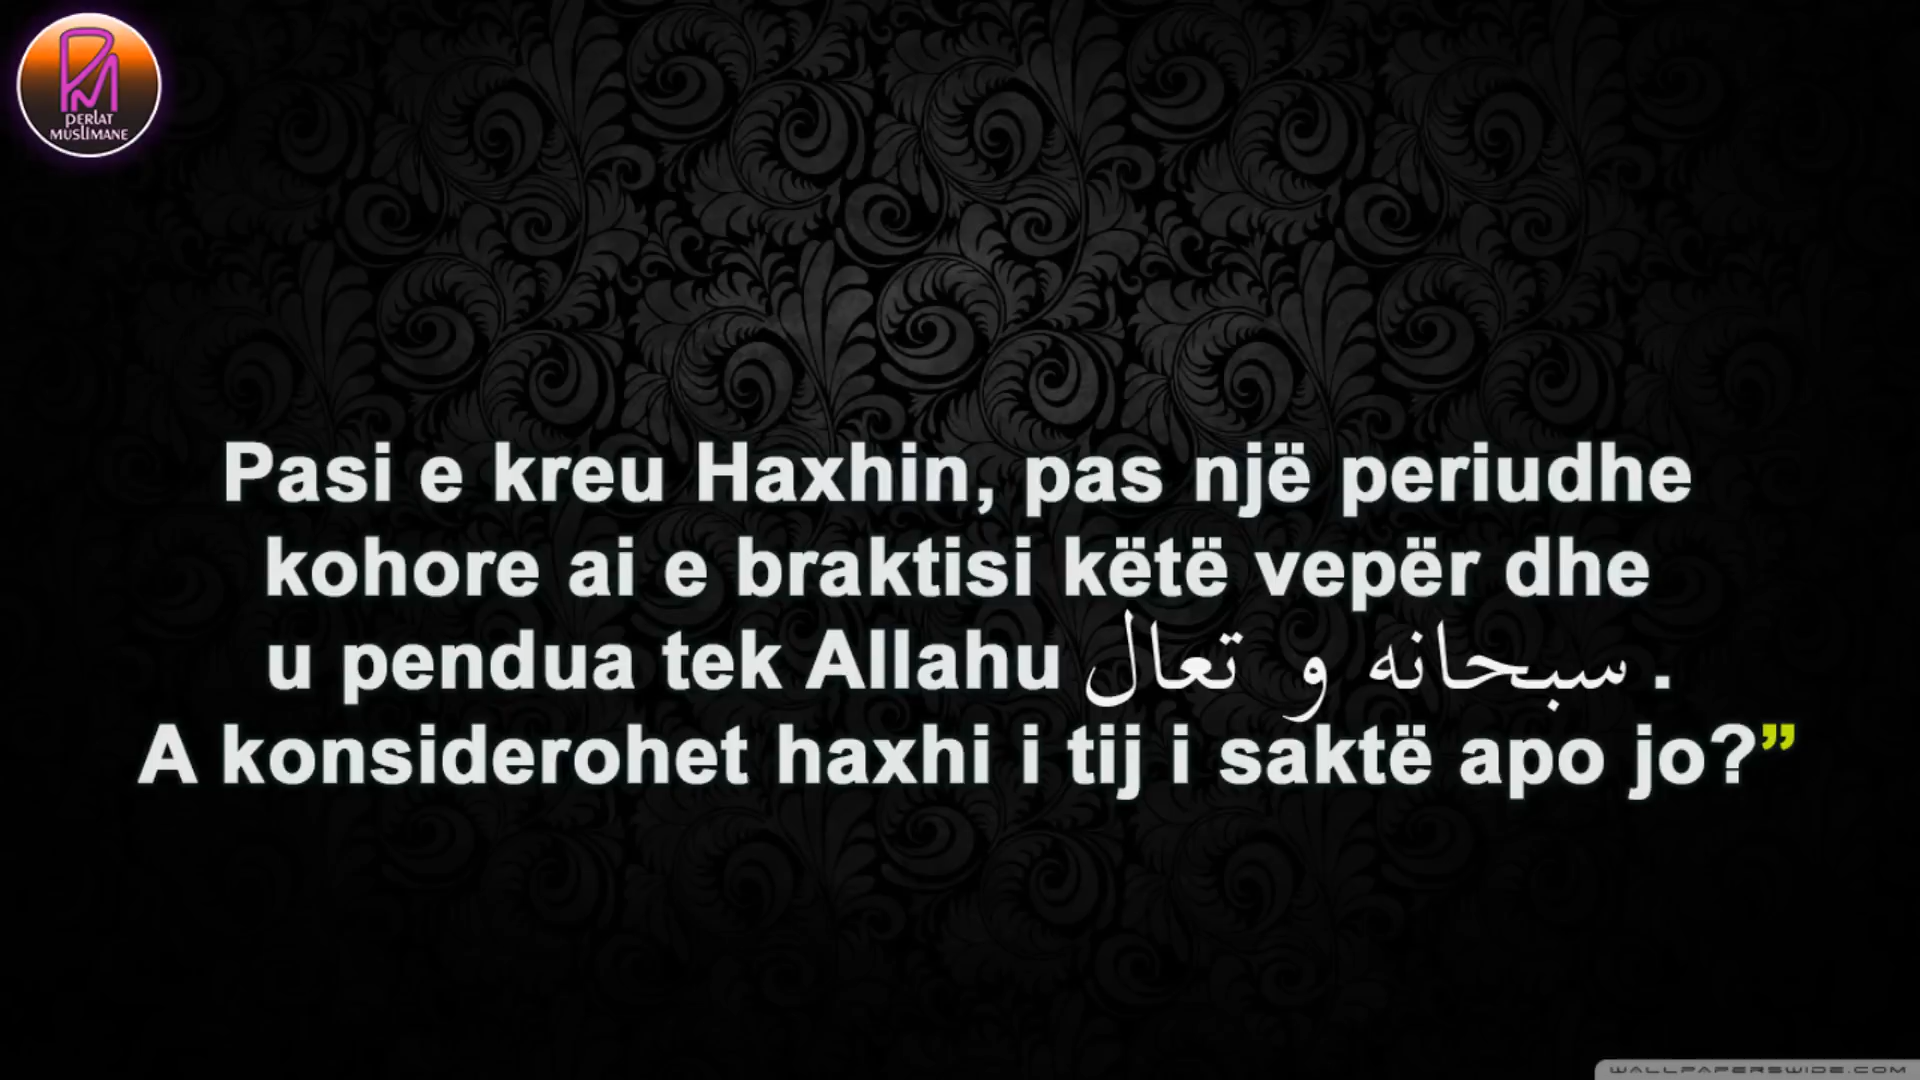 PERLAT
MUSLIMANE
Pasi e kreu Haxhin, pas një periudhe
kohore ai e braktisi këtë vepër dhe
u pendua tek Allahu سبحانه و تعال .
A konsiderohet haxhi i tij i saktë apo jo?”
WALLPAPERSWIDE.COM